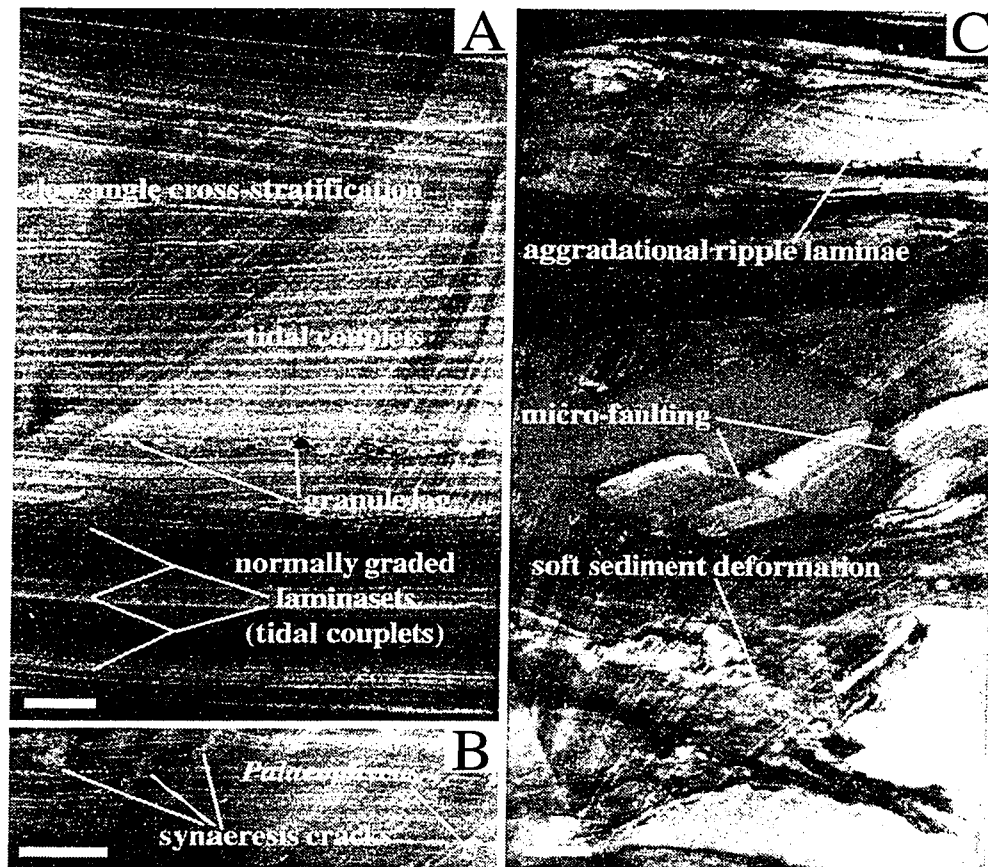 A
low angle cross-stratification
tidal couplets
granule lag
normally graded
laminasets
(tidal couplets)
B
synaeresis cracks
C
aggradational ripple laminae
micro-faulting
soft sediment deformation